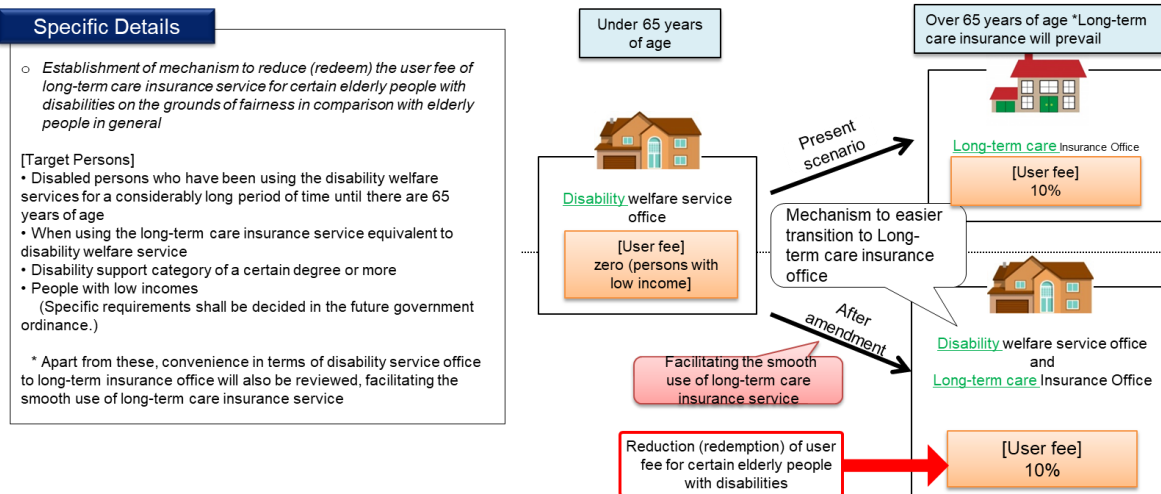 Specific Details
o Establishment of mechanism to reduce (redeem) the user fee of
long-term care insurance service for certain elderly people with
disabilities on the grounds of fairness in comparison with elderly
people in general
[Target Persons]
• Disabled persons who have been using the disability welfare
services for a considerably long period of time until there are 65
years of age
• When using the long-term care insurance service equivalent to
disability welfare service
• Disability support category of a certain degree or more
• People with low incomes
(Specific requirements shall be decided in the future government
ordinance.)
* Apart from these, convenience in terms of disability service office
to long-term insurance office will also be reviewed, facilitating the
smooth use of long-term care insurance service
Under 65 years
of age
Over 65 years of age *Long-term
care insurance will prevail
Disability welfare service
office
[User fee]
zero (persons with
low income]
Present
scenario
Long-term care Insurance Office
[User fee]
10%
Mechanism to easier
transition to Long-
term care insurance
office
After
amendment
Facilitating the smooth
use of long-term care
insurance service
Disability welfare service office
and
Long-term care Insurance Office
Reduction (redemption) of user
fee for certain elderly people
with disabilities
[User fee]
10%